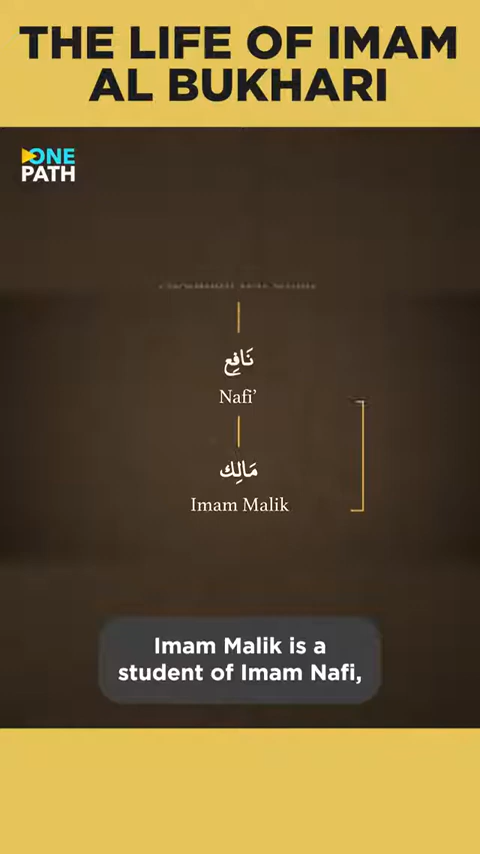 THE LIFE OF IMAM
AL BUKHARI
ONE
PATH
نَافِع
Nafi’
مَالِك
Imam Malik
Imam Malik is a
student of Imam Nafi,